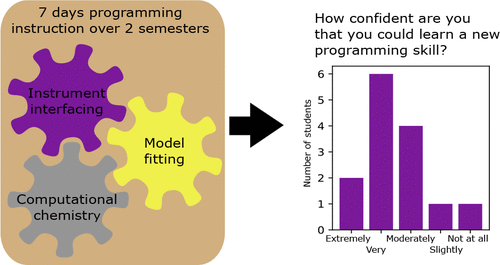 7 days programming
instruction over 2 semesters
Instrument
interfacing
Model
fitting
Computational
chemistry
How confident are you
that you could learn a new
programming skill?
Number of students
6
5
4
3
2
1
0
Extremely
Very
Moderately
Slightly
Not at all